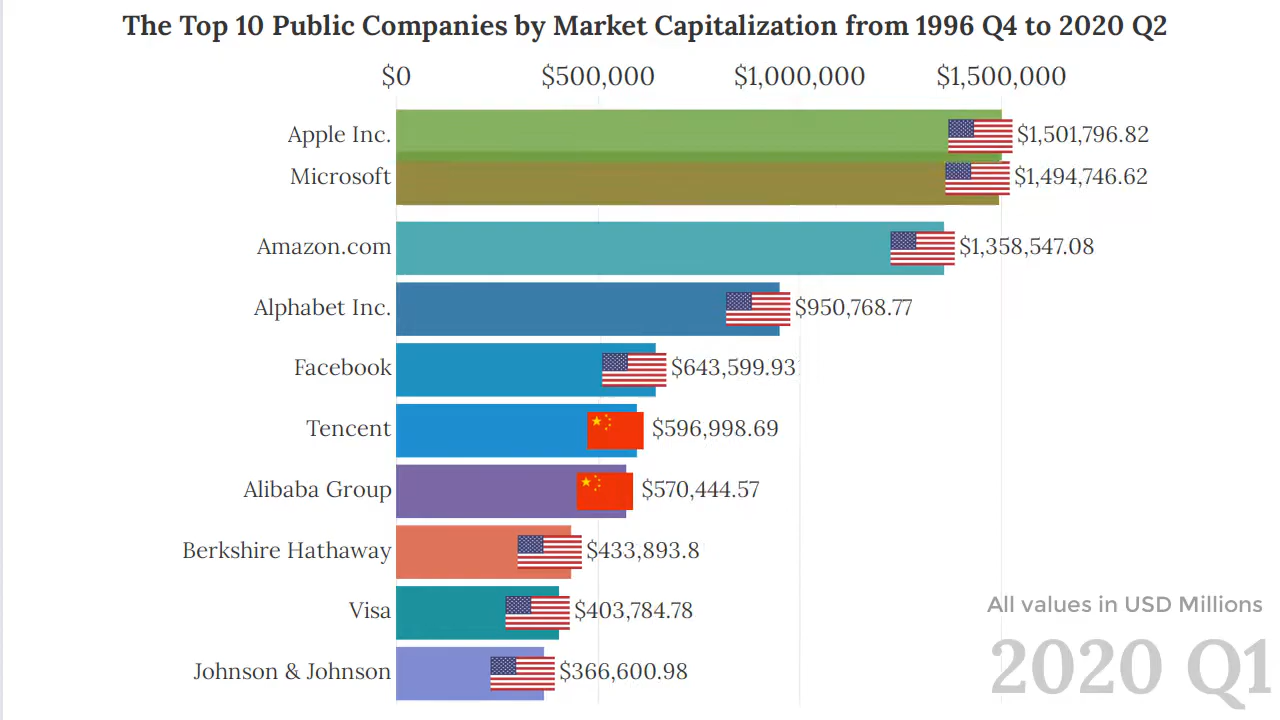 The Top 10 Public Companies by Market Capitalization from 1996 Q4 to 2020 Q2
$0 $500,000 $1,000,000 $1,500,000
Apple Inc. $1,501,796.82
Microsoft $1,494,746.62
Amazon.com $1,358,547.08
Alphabet Inc. $950,768.77
Facebook $643,599.93
Tencent $596,998.69
Alibaba Group $570,444.57
Berkshire Hathaway $433,893.8
Visa $403,784.78
Johnson & Johnson $366,600.98
All values in USD Millions
2020 Q1